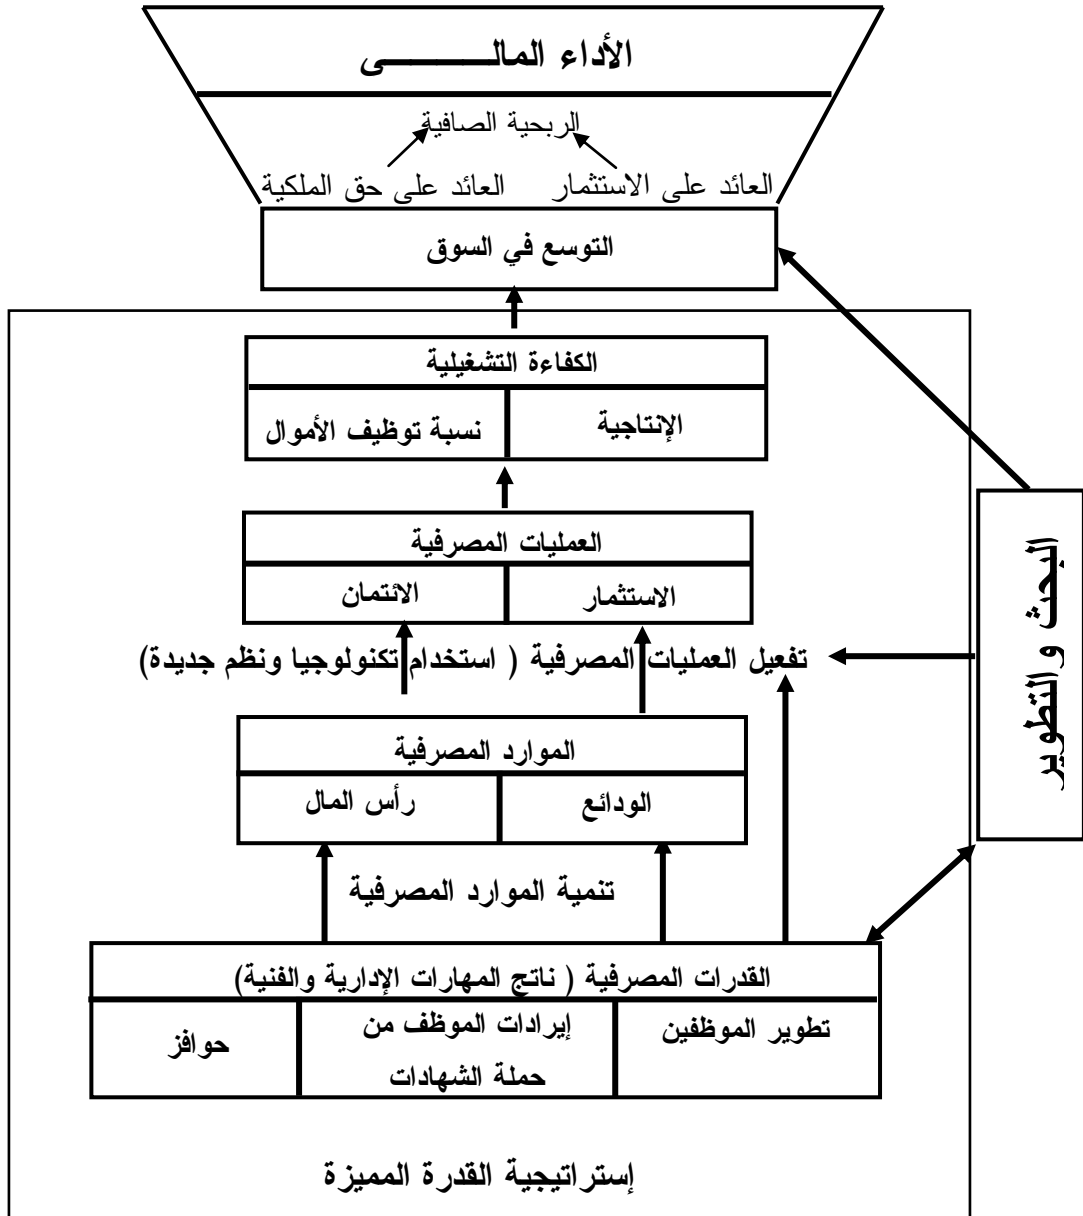 الأداء المالـــــــــــى
الربحية الصافية
العائد على الاستثمار
العائد على حق الملكية
التوسع في السوق
الكفاءة التشغيلية
الإنتاجية
نسبة توظيف الأموال
العمليات المصرفية
الاستثمار
الائتمان
تفعيل العمليات المصرفية ( استخدام تكنولوجيا ونظم جديدة)
البحث والتطوير
الموارد المصرفية
الودائع
رأس المال
تنمية الموارد المصرفية
القدرات المصرفية ( ناتج المهارات الإدارية والفنية)
تطوير الموظفين
إيرادات الموظف من
حملة الشهادات
حوافز
إستراتيجية القدرة المميزة